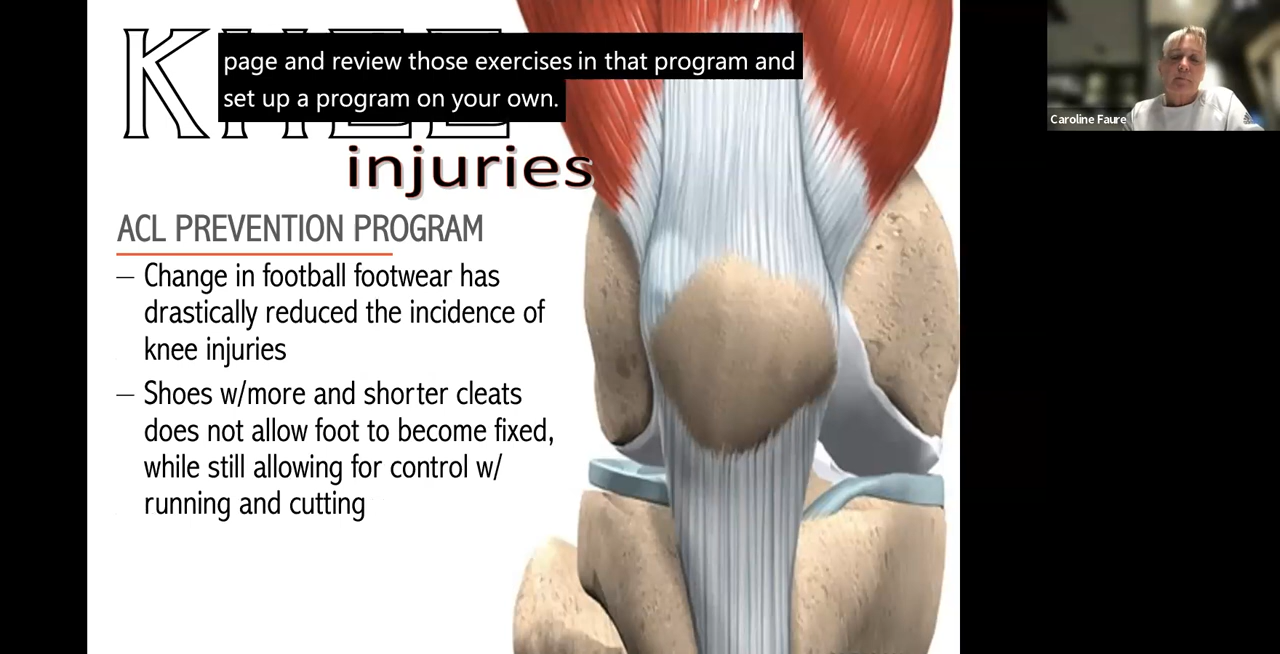 KNEE
page and review those exercises in that program and
set up a program on your own.
injuries
ACL PREVENTION PROGRAM
– Change in football footwear has
drastically reduced the incidence of
knee injuries
– Shoes w/more and shorter cleats
does not allow foot to become fixed,
while still allowing for control w/
running and cutting
Caroline Faure